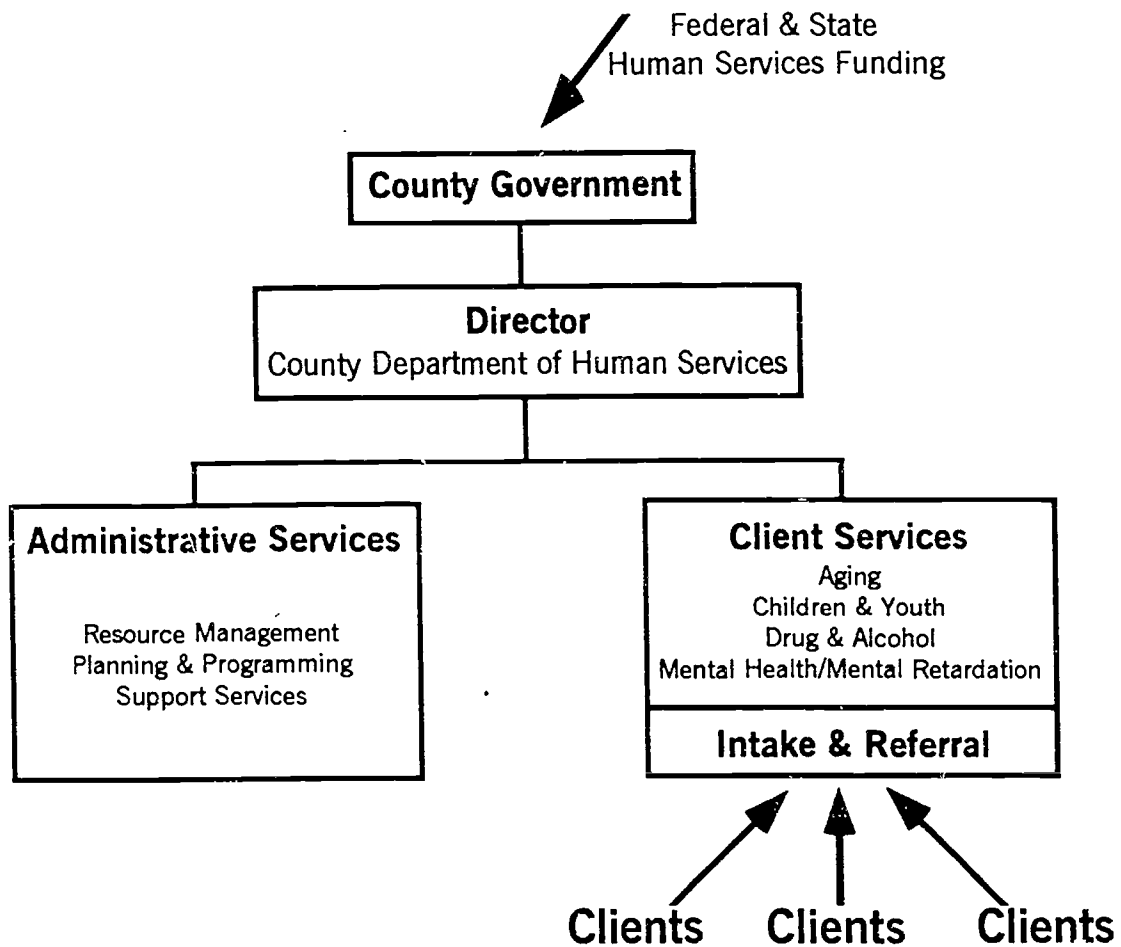 Federal & State
Human Services Funding
County Government
Director
County Department of Human Services
Administrative Services
Resource Management
Planning & Programming
Support Services
Client Services
Aging
Children & Youth
Drug & Alcohol
Mental Health/Mental Retardation
Intake & Referral
Clients Clients Clients